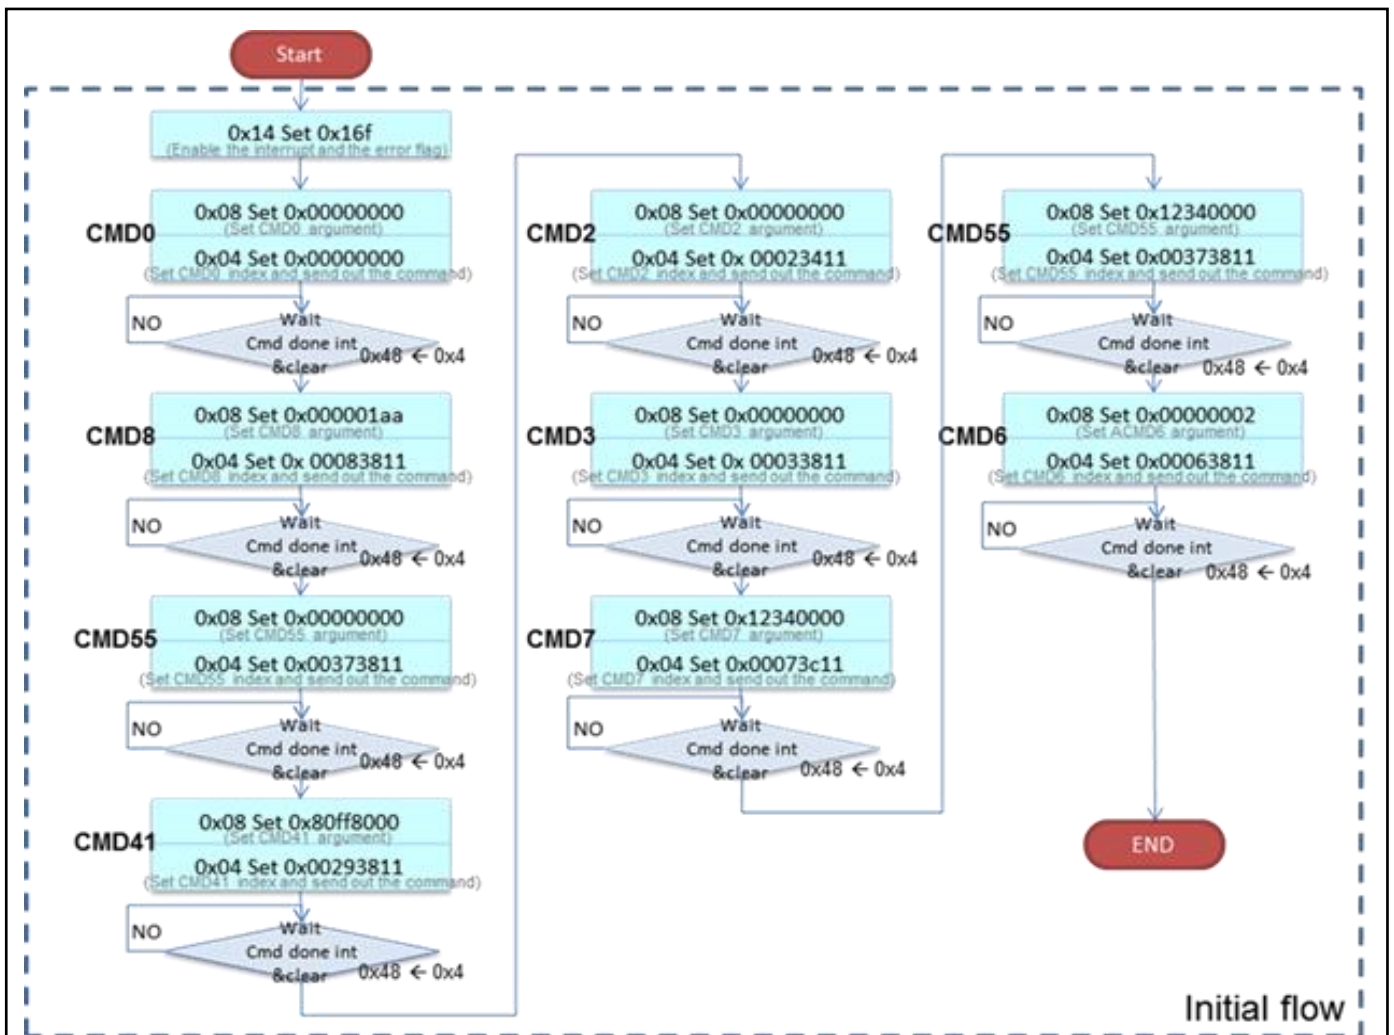 Start
0x14 Set 0x16f
(Enable the interrupt and the error flag)
CMD0
0x08 Set 0x00000000
(Set CMD0 argument)
0x04 Set 0x00000000
(Set CMD0 index and send out the command)
NO
Wait
Cmd done int
&clear
0x48 ← 0x4
CMD8
0x08 Set 0x000001aa
(Set CMD8 argument)
0x04 Set 0x 00083811
(Set CMD8 index and send out the command)
NO
Wait
Cmd done int
&clear
0x48 ← 0x4
CMD55
0x08 Set 0x00000000
(Set CMD55 argument)
0x04 Set 0x00373811
(Set CMD55 index and send out the command)
NO
Wait
Cmd done int
&clear
0x48 ← 0x4
CMD41
0x08 Set 0x80ff8000
(Set CMD41 argument)
0x04 Set 0x00293811
(Set CMD41 index and send out the command)
NO
Wait
Cmd done int
&clear
0x48 ← 0x4
CMD2
0x08 Set 0x00000000
(Set CMD2 argument)
0x04 Set 0x 00023411
(Set CMD2 index and send out the command)
NO
Wait
Cmd done int
&clear
0x48 ← 0x4
CMD3
0x08 Set 0x00000000
(Set CMD3 argument)
0x04 Set 0x 00033811
(Set CMD3 index and send out the command)
NO
Wait
Cmd done int
&clear
0x48 ← 0x4
CMD7
0x08 Set 0x12340000
(Set CMD7 argument)
0x04 Set 0x00073c11
(Set CMD7 index and send out the command)
NO
Wait
Cmd done int
&clear
0x48 ← 0x4
CMD55
0x08 Set 0x12340000
(Set CMD55 argument)
0x04 Set 0x00373811
(Set CMD55 index and send out the command)
NO
Wait
Cmd done int
&clear
0x48 ← 0x4
CMD6
0x08 Set 0x00000002
(Set ACMD6 argument)
0x04 Set 0x00063811
(Set CMD6 index and send out the command)
NO
Wait
Cmd done int
&clear
0x48 ← 0x4
END
Initial flow